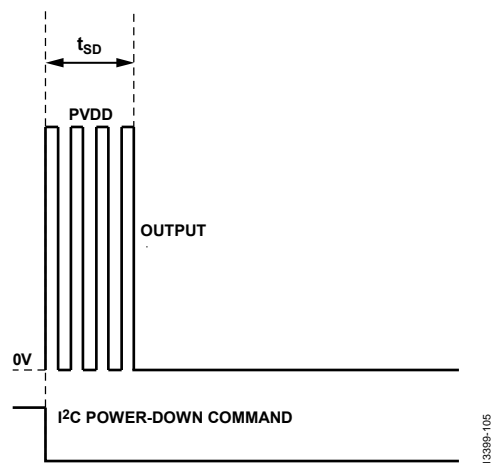 tSD
PVDD
OUTPUT
0V
I2C POWER-DOWN COMMAND
13399-105